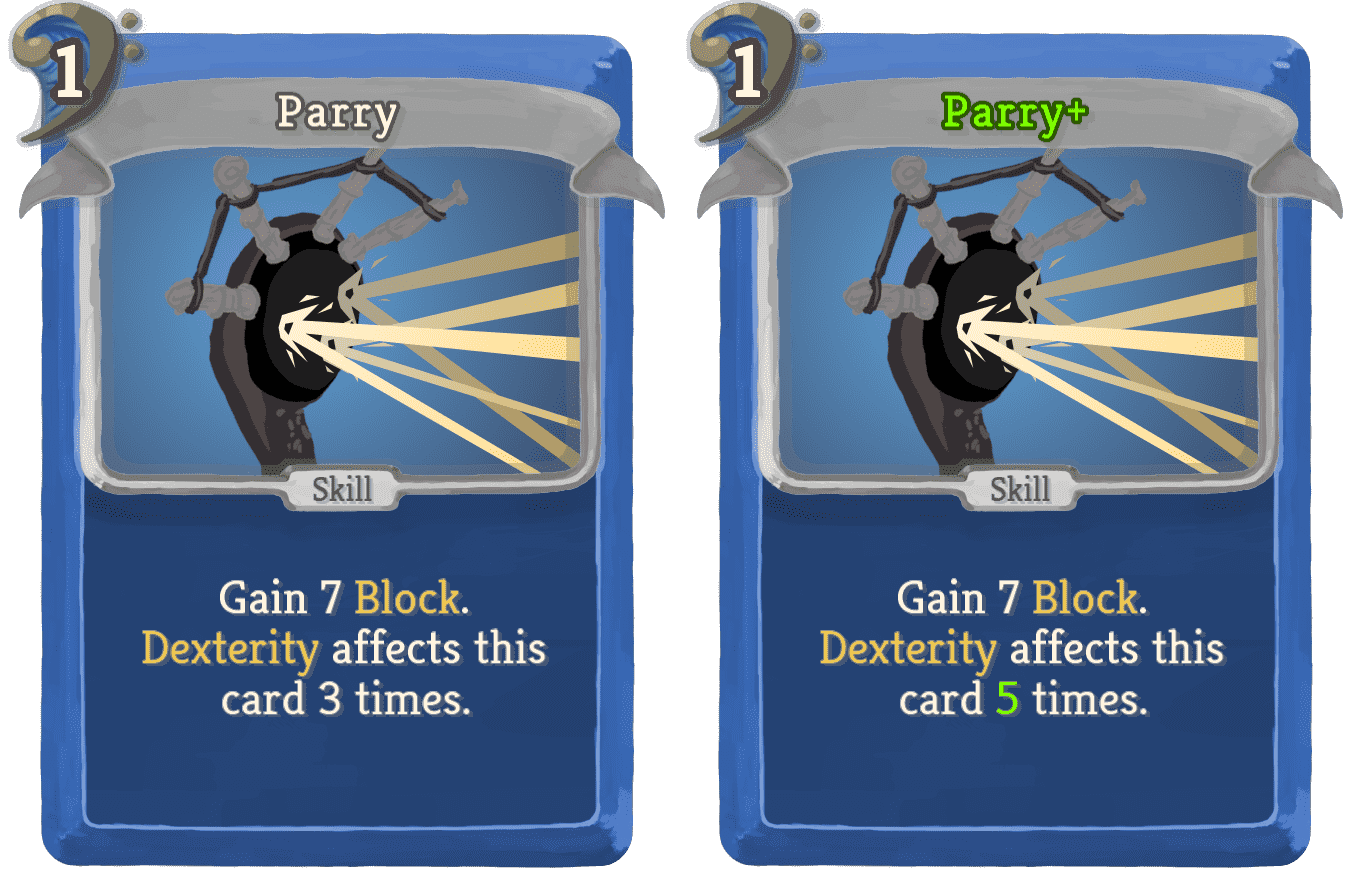 1
Parry
Skill
Gain 7 Block.
Dexterity affects this
card 3 times.
1
Parry+
Skill
Gain 7 Block.
Dexterity affects this
card 5 times.